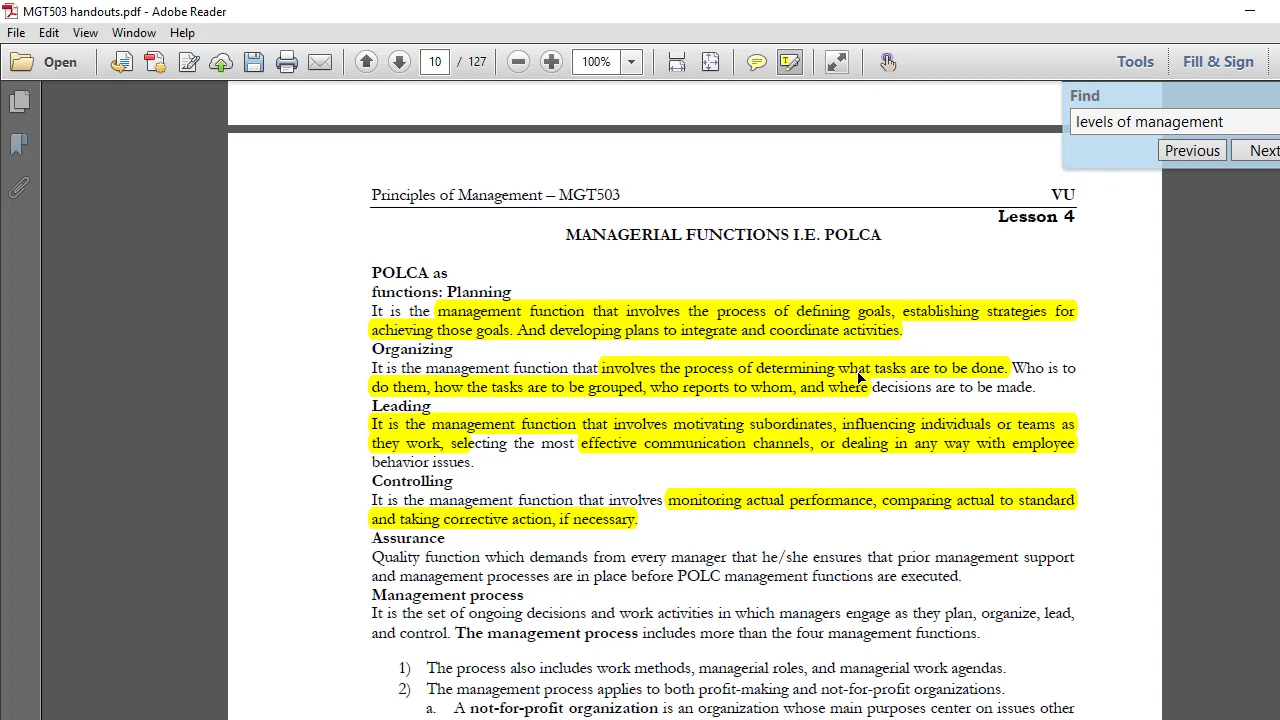 MGT503 handouts.pdf - Adobe Reader
File Edit View Window Help
Open 10 / 127 100% Tools Fill & Sign
Find
levels of management
Previous Next
Principles of Management – MGT503 VU
Lesson 4
MANAGERIAL FUNCTIONS I.E. POLCA
POLCA as
functions: Planning
It is the management function that involves the process of defining goals, establishing strategies for
achieving those goals. And developing plans to integrate and coordinate activities.
Organizing
It is the management function that involves the process of determining what tasks are to be done. Who is to
do them, how the tasks are to be grouped, who reports to whom, and where decisions are to be made.
Leading
It is the management function that involves motivating subordinates, influencing individuals or teams as
they work, selecting the most effective communication channels, or dealing in any way with employee
behavior issues.
Controlling
It is the management function that involves monitoring actual performance, comparing actual to standard
and taking corrective action, if necessary.
Assurance
Quality function which demands from every manager that he/she ensures that prior management support
and management processes are in place before POLC management functions are executed.
Management process
It is the set of ongoing decisions and work activities in which managers engage as they plan, organize, lead,
and control. The management process includes more than the four management functions.
1) The process also includes work methods, managerial roles, and managerial work agendas.
2) The management process applies to both profit-making and not-for-profit organizations.
a. A not-for-profit organization is an organization whose main purposes center on issues other